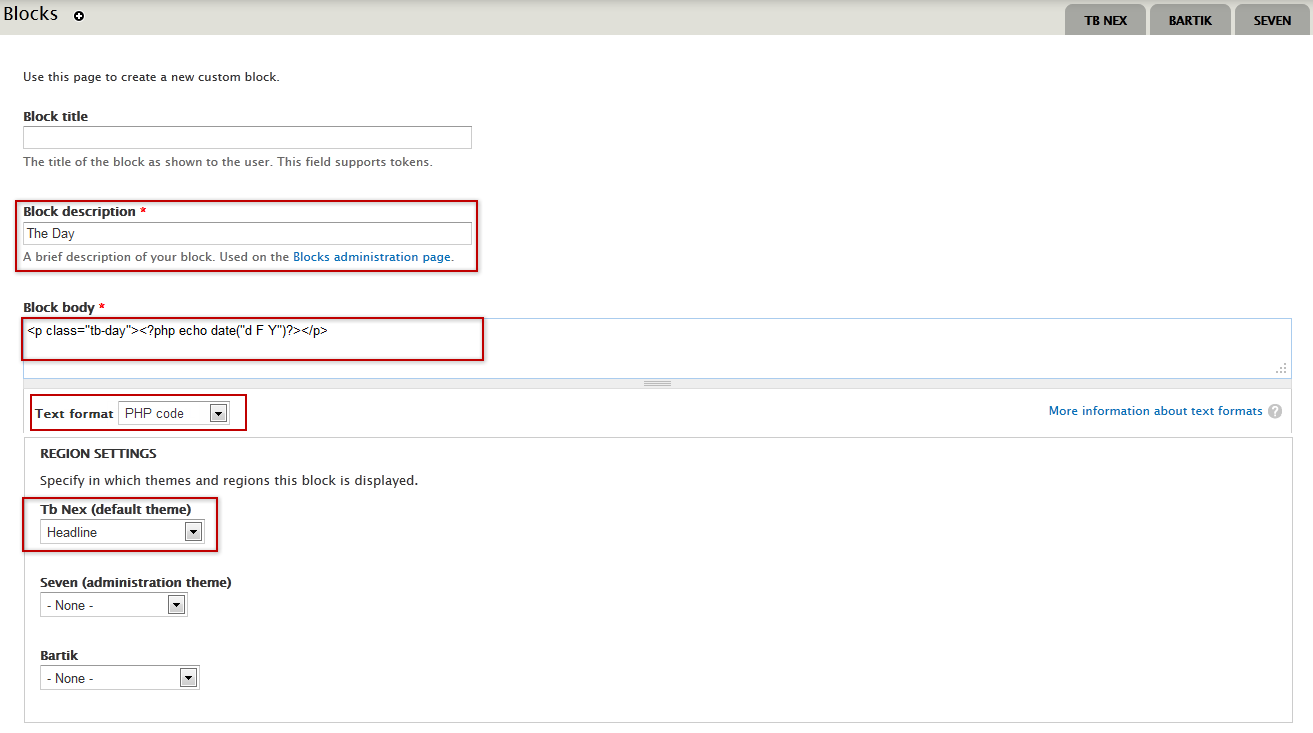 Blocks
TB NEX BARTIK SEVEN
Use this page to create a new custom block.
Block title
The title of the block as shown to the user. This field supports tokens.
Block description *
The Day
A brief description of your block. Used on the Blocks administration page.
Block body *
<p class="tb-day"><?php echo date("d F Y")?></p>
Text format PHP code
More information about text formats ?
REGION SETTINGS
Specify in which themes and regions this block is displayed.
Tb Nex (default theme)
Headline
Seven (administration theme)
- None -
Bartik
- None -